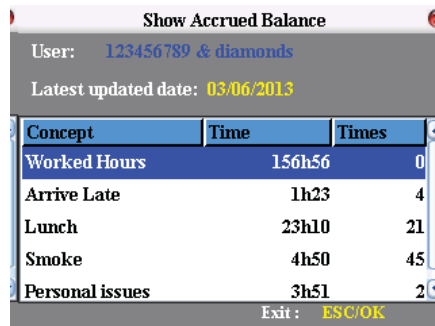 Show Accrued Balance
User: 123456789 & diamonds
Latest updated date: 03/06/2013
Concept Time Times
Worked Hours 156h56 0
Arrive Late 1h23 4
Lunch 23h10 21
Smoke 4h50 45
Personal issues 3h51 2
Exit : ESC/OK